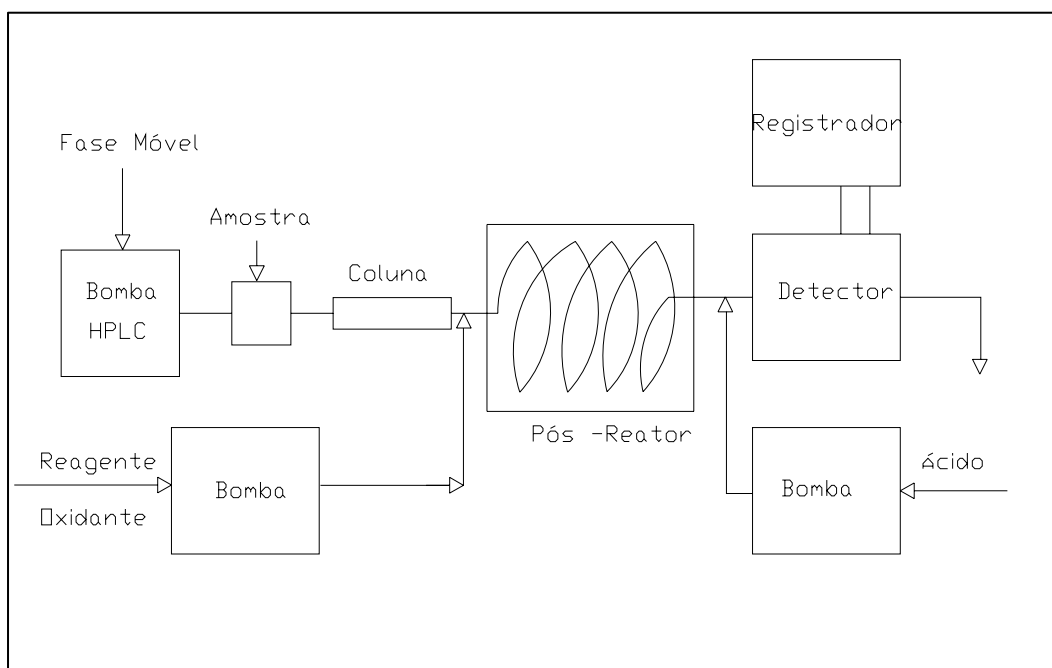 Fase Móvel
Amostra
Bomba
HPLC
Coluna
Registrador
Detector
Pós -Reator
Reagente
Oxidante
Bomba
Bomba
Ácido